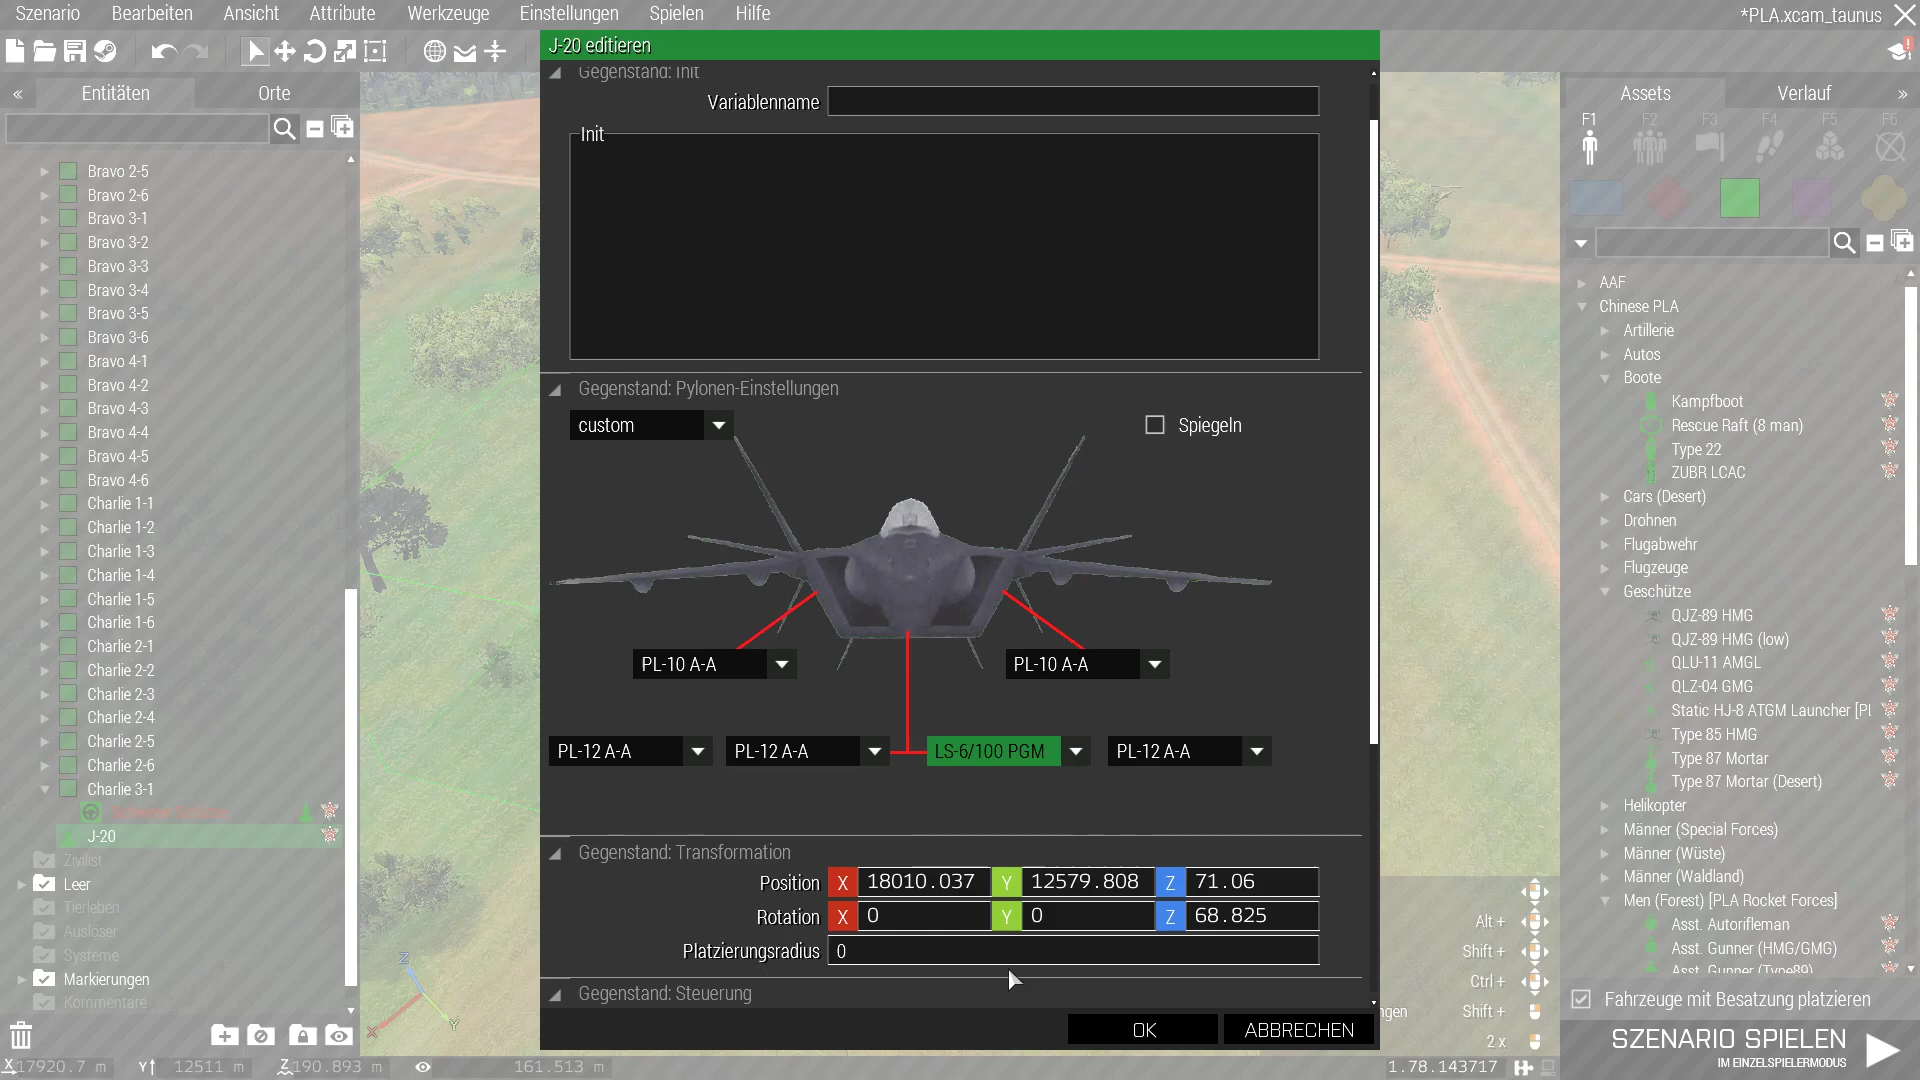 Szenario Bearbeiten Ansicht Attribute Werkzeuge Einstellungen Spielen Hilfe
*PLA.xcam_taunus
J-20 editieren
« Entitäten Orte
Bravo 2-5
Bravo 2-6
Bravo 3-1
Bravo 3-2
Bravo 3-3
Bravo 3-4
Bravo 3-5
Bravo 3-6
Bravo 4-1
Bravo 4-2
Bravo 4-3
Bravo 4-4
Bravo 4-5
Bravo 4-6
Charlie 1-1
Charlie 1-2
Charlie 1-3
Charlie 1-4
Charlie 1-5
Charlie 1-6
Charlie 2-1
Charlie 2-2
Charlie 2-3
Charlie 2-4
Charlie 2-5
Charlie 2-6
Charlie 3-1
J-20
Zivilist
Leer
Tierleben
Auslöser
Systeme
Markierungen
Kommentare
Gegenstand: Init
Variablenname
Init
Gegenstand: Pylonen-Einstellungen
custom
Spiegeln
PL-10 A-A
PL-10 A-A
PL-12 A-A
PL-12 A-A
LS-6/100 PGM
PL-12 A-A
Gegenstand: Transformation
Position X 18010.037 Y 12579.808 Z 71.06
Rotation X 0 Y 0 Z 68.825
Platzierungsradius 0
Gegenstand: Steuerung
OK ABBRECHEN
Assets Verlauf »
F1 F2 F3 F4 F5 F6
AAF
Chinese PLA
Artillerie
Autos
Boote
Kampfboot
Rescue Raft (8 man)
Type 22
ZUBR LCAC
Cars (Desert)
Drohnen
Flugabwehr
Flugzeuge
Geschütze
QJZ-89 HMG
QJZ-89 HMG (low)
QLU-11 AMGL
QLZ-04 GMG
Static HJ-8 ATGM Launcher [Pl
Type 85 HMG
Type 87 Mortar
Type 87 Mortar (Desert)
Helikopter
Männer (Special Forces)
Männer (Wüste)
Männer (Waldland)
Men (Forest) [PLA Rocket Forces]
Asst. Autorifleman
Asst. Gunner (HMG/GMG)
Asst. Gunner (Type89)
Alt +
Shift +
Ctrl +
ngen Shift +
2 x
Fahrzeuge mit Besatzung platzieren
SZENARIO SPIELEN
IM EINZELSPIELERMODUS
X 17920.7 m Y 12511 m Z 190.893 m 161.513 m
1.78.143717
X Y Z